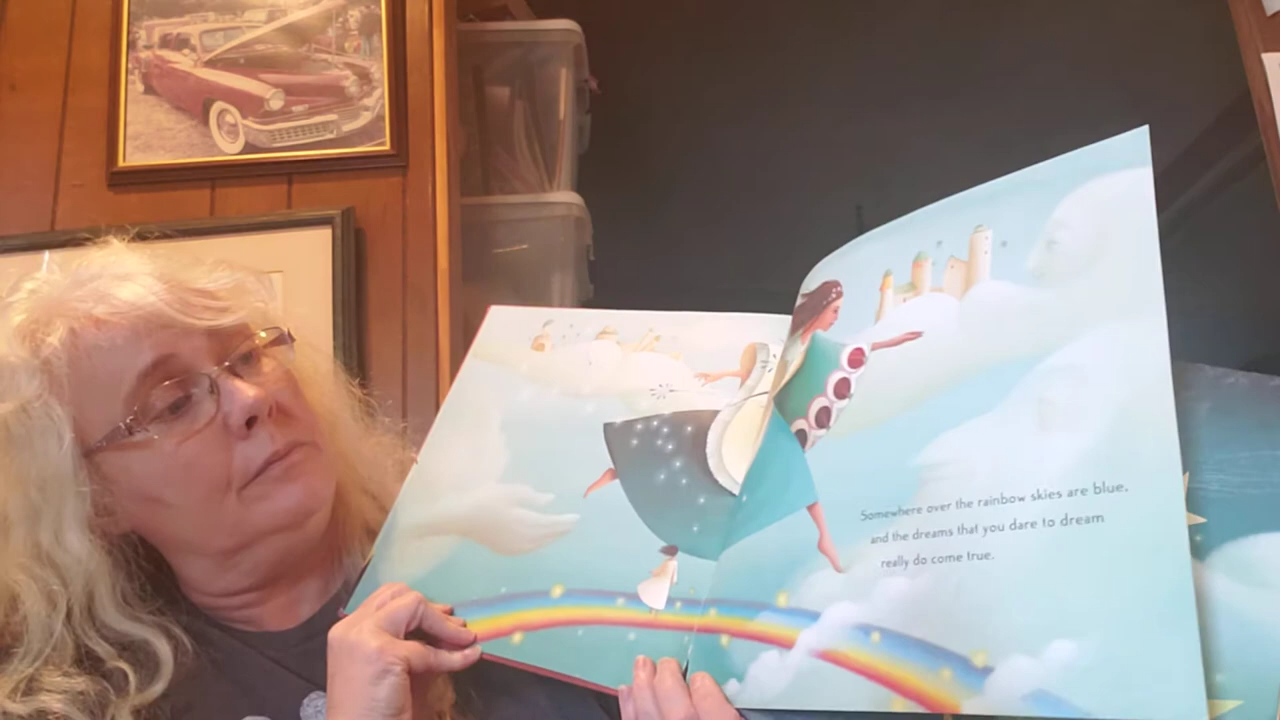 Somewhere over the rainbow skies are blue,
and the dreams that you dare to dream
really do come true.